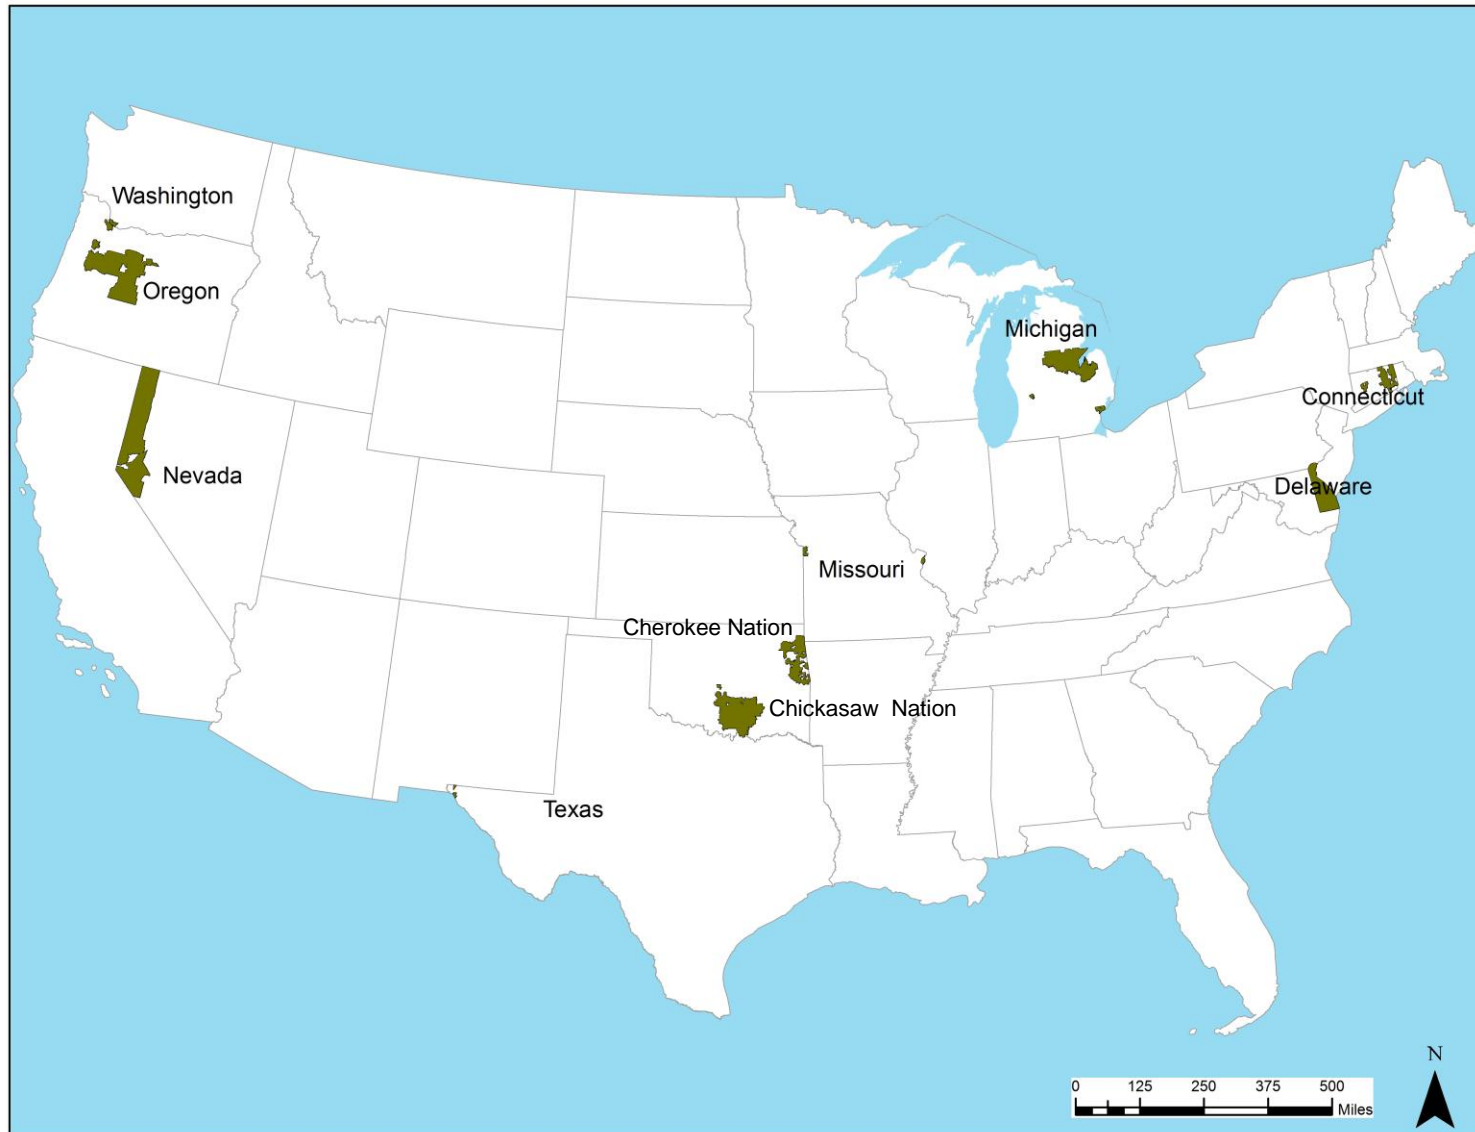 Washington
Oregon
Michigan
Connecticut
Nevada
Delaware
Missouri
Cherokee Nation
Chickasaw Nation
Texas
N
0 125 250 375 500
Miles